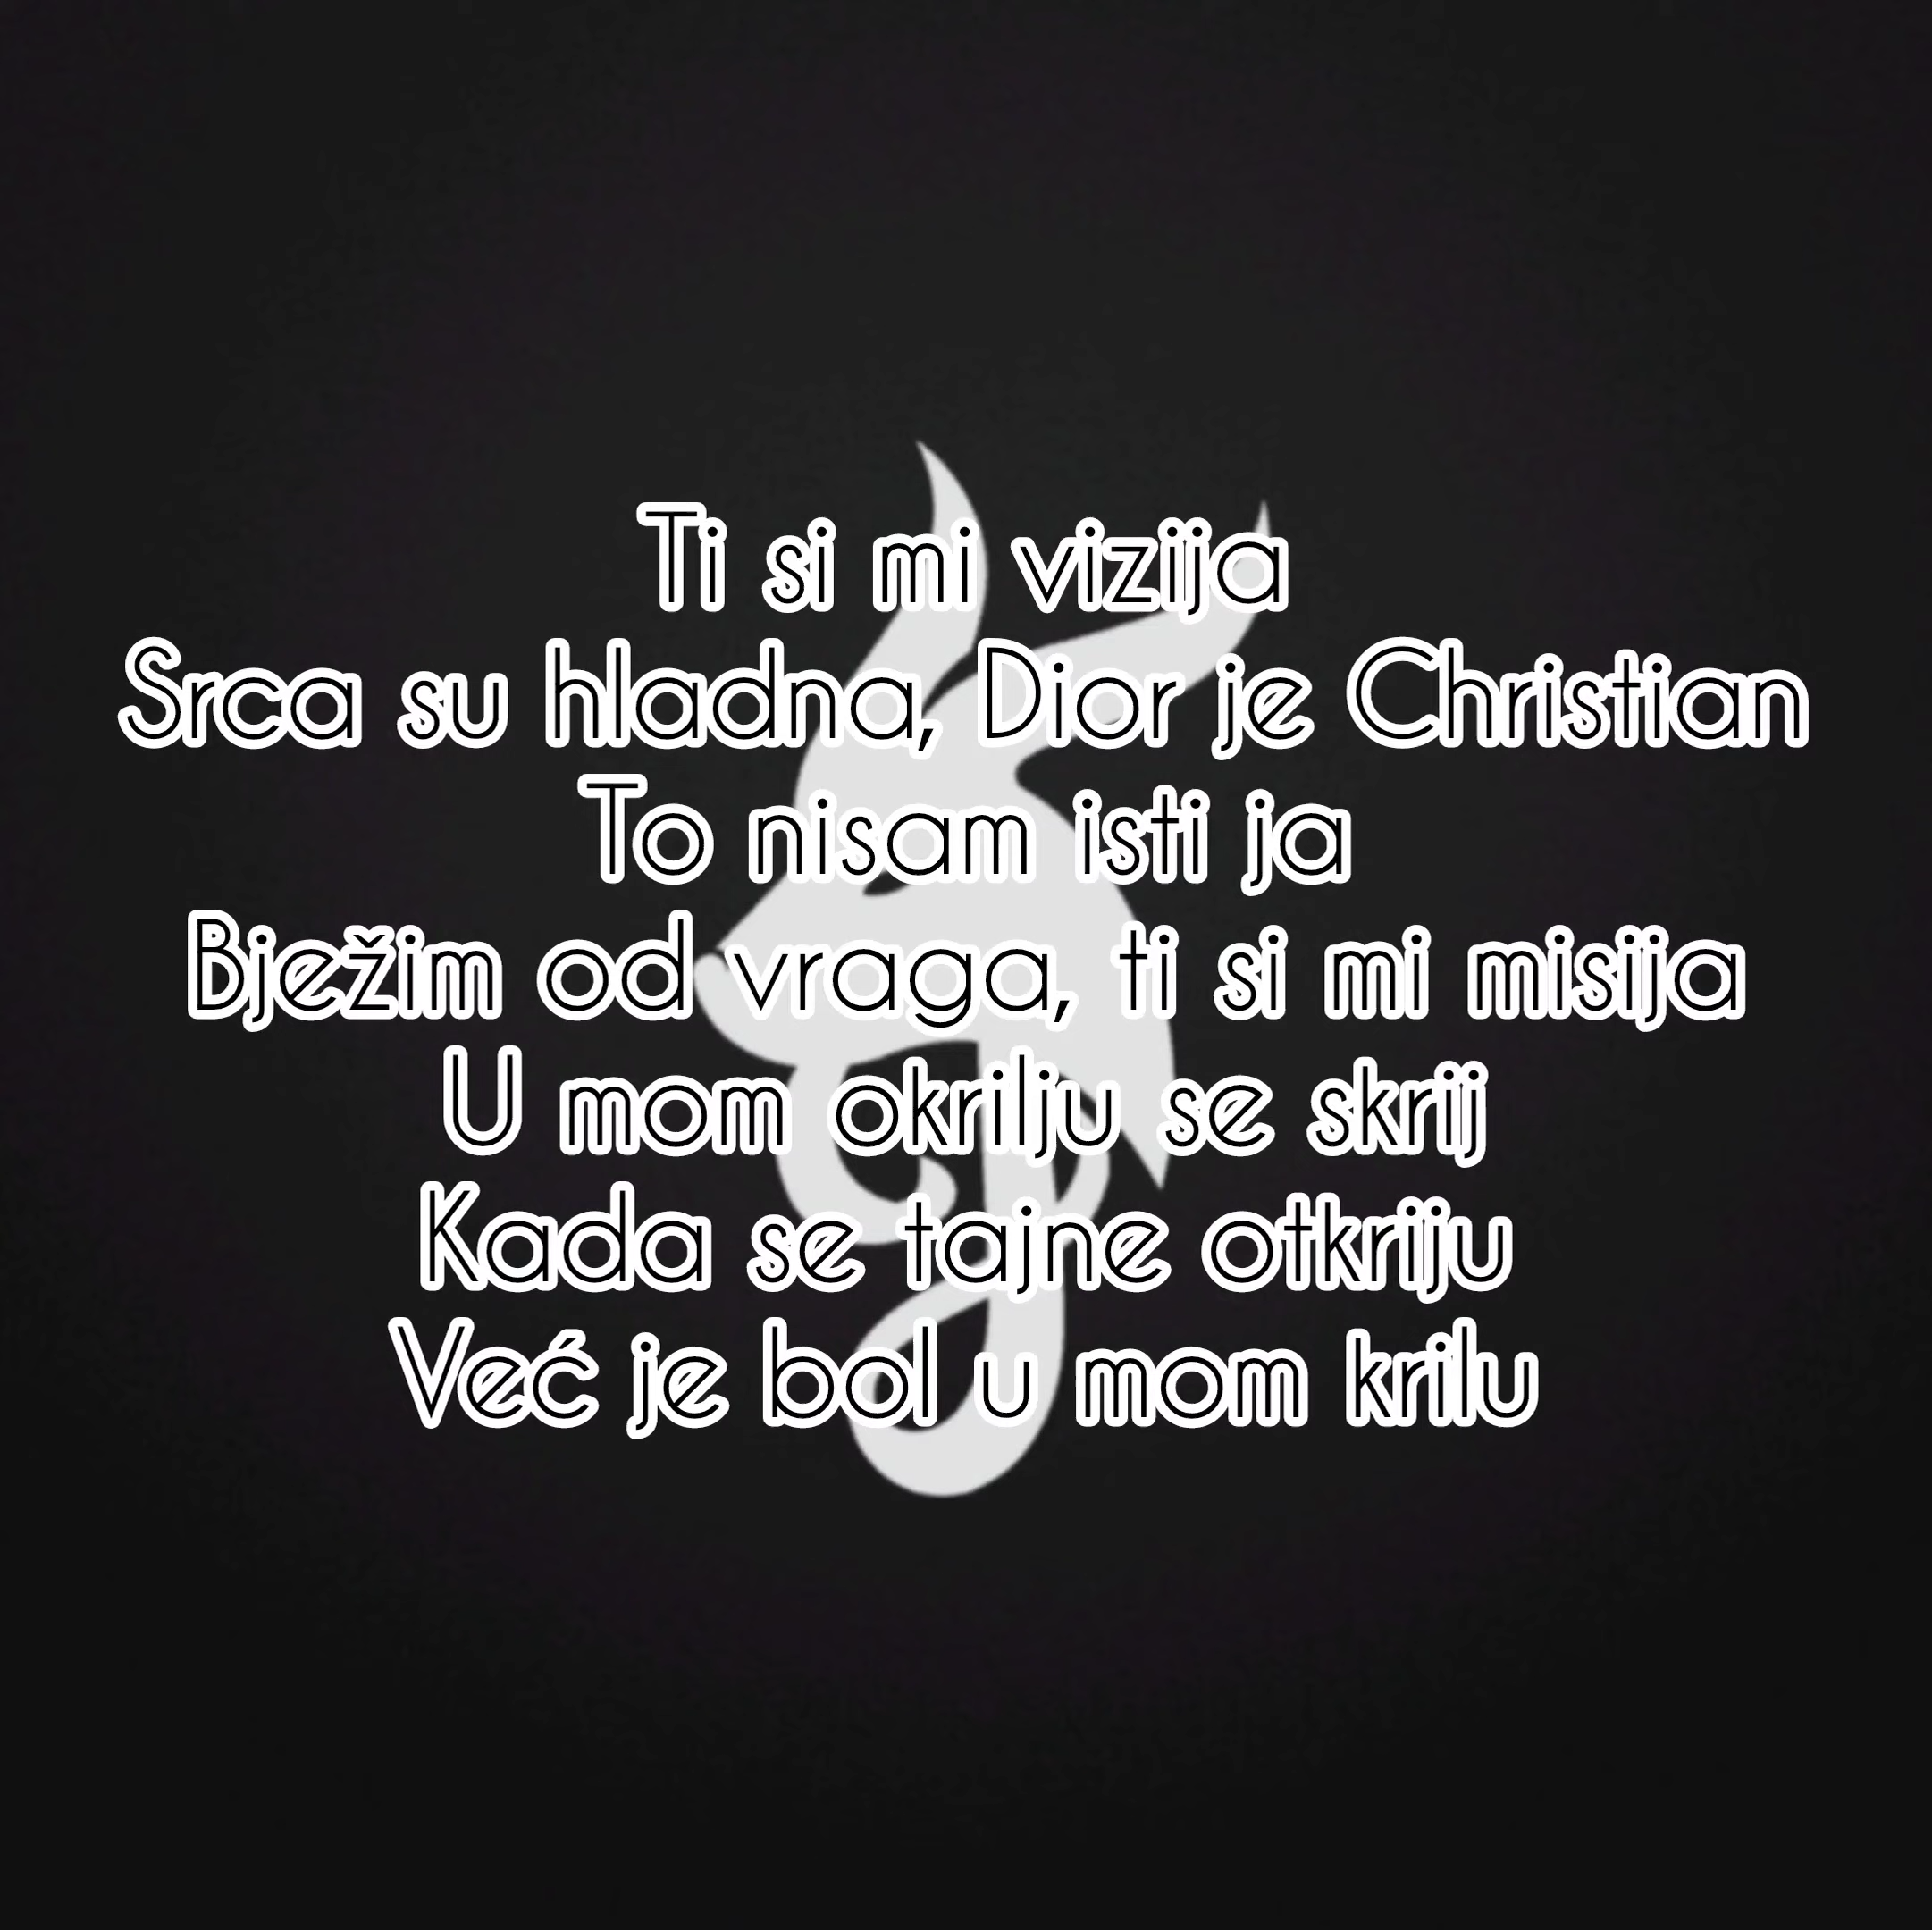 Ti si mi vizija
Srca su hladna, Dior je Christian
To nisam isti ja
Bježim od vraga, ti si mi misija
U mom okrilju se skrij
Kada se tajne otkriju
Već je bol u mom krilu